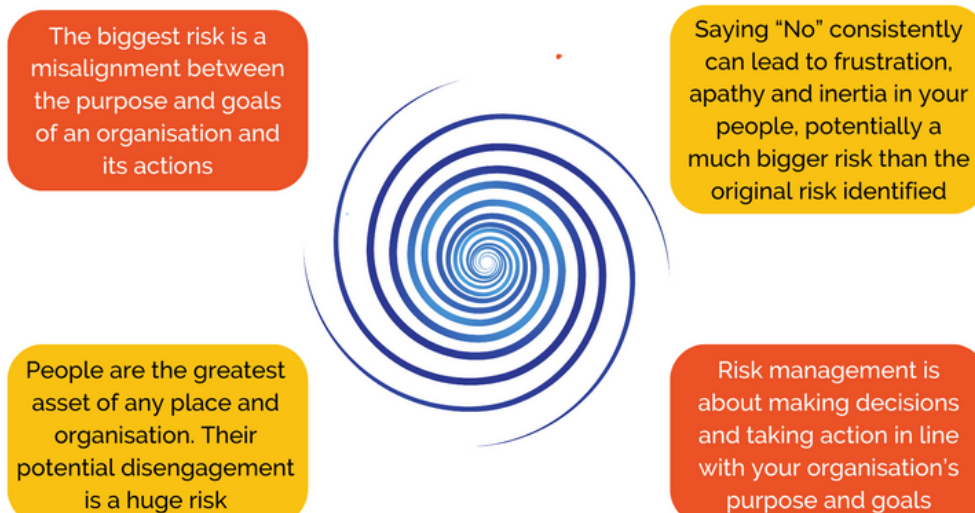 The biggest risk is a
misalignment between
the purpose and goals
of an organisation and
its actions
Saying “No” consistently
can lead to frustration,
apathy and inertia in your
people, potentially a
much bigger risk than the
original risk identified
People are the greatest
asset of any place and
organisation. Their
potential disengagement
is a huge risk
Risk management is
about making decisions
and taking action in line
with your organisation’s
purpose and goals